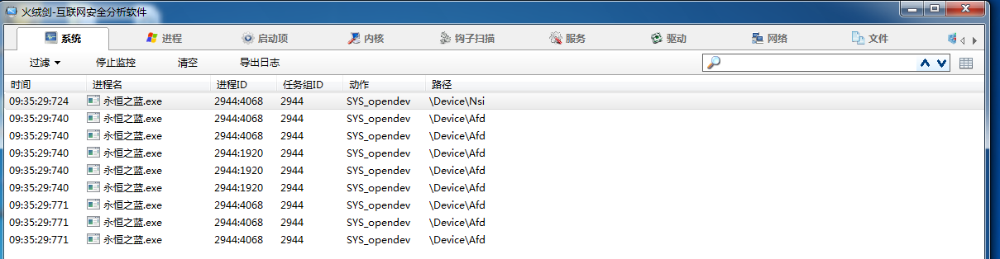 火绒剑-互联网安全分析软件
系统 进程 启动项 内核 钩子扫描 服务 驱动 网络 文件
过滤 停止监控 清空 导出日志
时间 进程名 进程ID 任务组ID 动作 路径
09:35:29:724 永恒之蓝.exe 2944:4068 2944 SYS_opendev \Device\Nsi
09:35:29:740 永恒之蓝.exe 2944:4068 2944 SYS_opendev \Device\Afd
09:35:29:740 永恒之蓝.exe 2944:4068 2944 SYS_opendev \Device\Afd
09:35:29:740 永恒之蓝.exe 2944:1920 2944 SYS_opendev \Device\Afd
09:35:29:740 永恒之蓝.exe 2944:1920 2944 SYS_opendev \Device\Afd
09:35:29:740 永恒之蓝.exe 2944:1920 2944 SYS_opendev \Device\Afd
09:35:29:771 永恒之蓝.exe 2944:4068 2944 SYS_opendev \Device\Afd
09:35:29:771 永恒之蓝.exe 2944:4068 2944 SYS_opendev \Device\Afd
09:35:29:771 永恒之蓝.exe 2944:4068 2944 SYS_opendev \Device\Afd